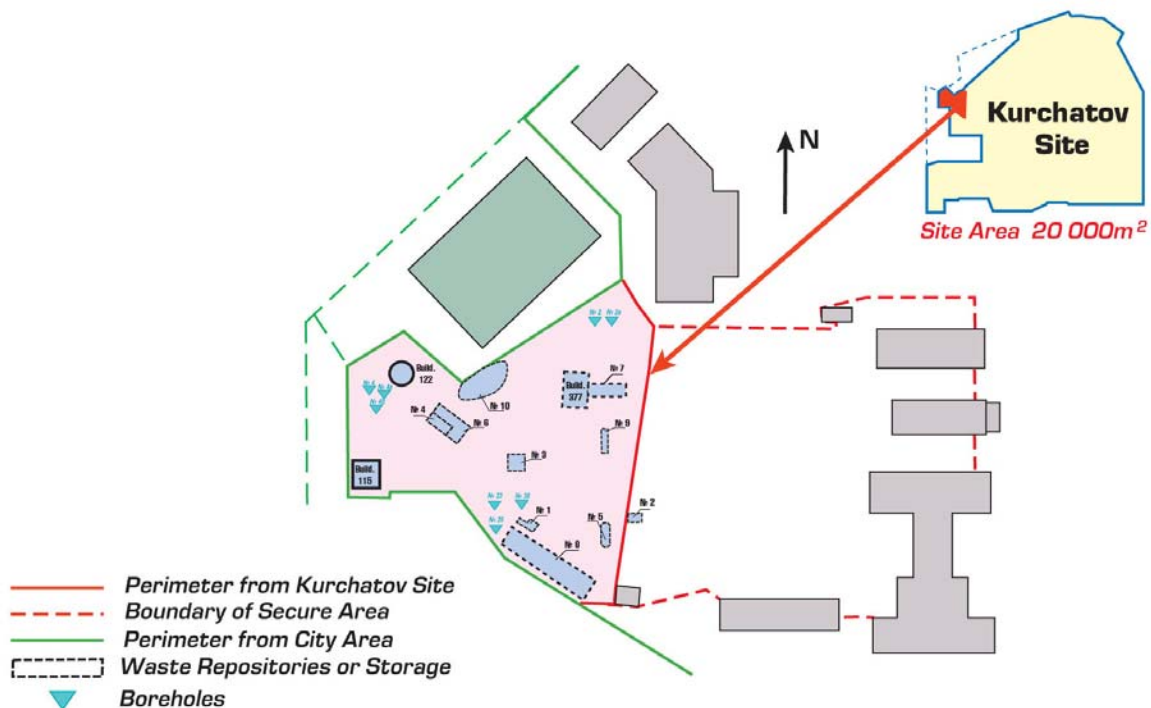 Kurchatov
Site
Site Area 20 000m²
N
№ 7
Build.
377
Build.
122
№ 10
№ 4
№ 6
№ 9
№ 3
Build.
115
№ 1
№ 2
№ 5
№ 8
Perimeter from Kurchatov Site
Boundary of Secure Area
Perimeter from City Area
Waste Repositories or Storage
Boreholes